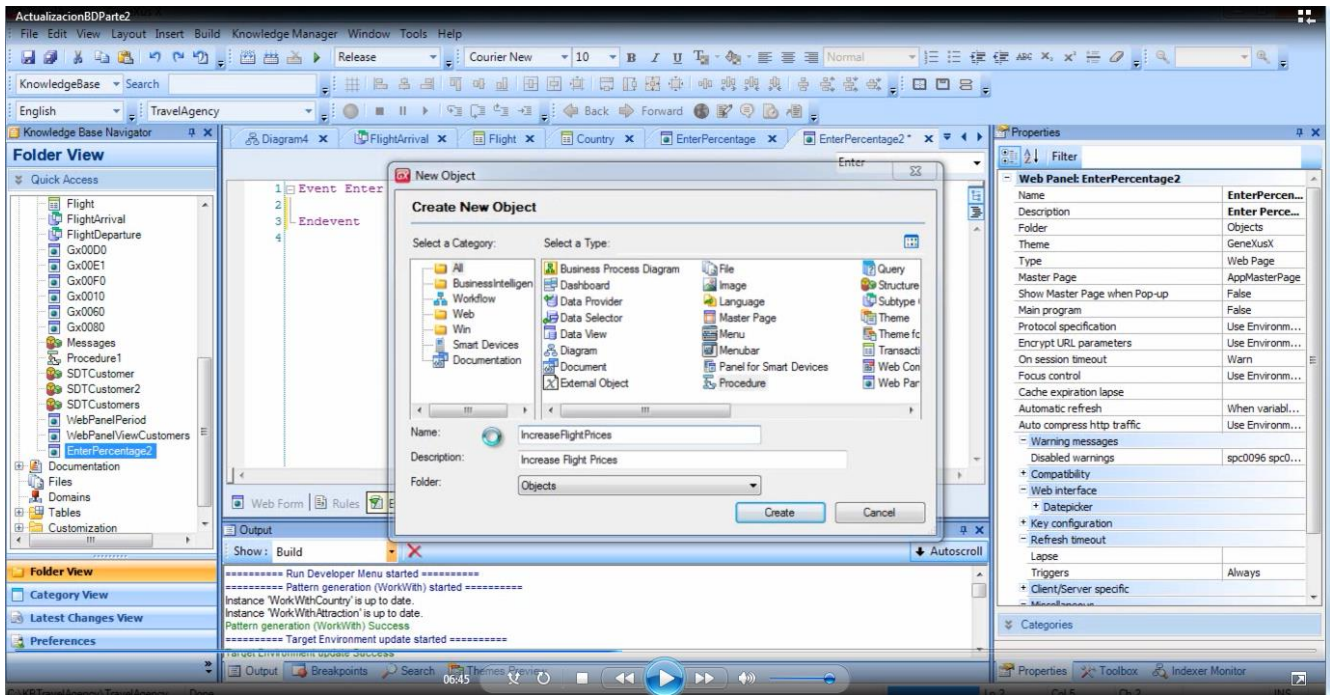 ActualizacionBDParte2
File Edit View Layout Insert Build Knowledge Manager Window Tools Help
Release Courier New 10 B I U Normal ABC
KnowledgeBase Search
English TravelAgency Back Forward
Knowledge Base Navigator
Folder View
Quick Access
Flight
FlightArrival
FlightDeparture
Gx00D0
Gx00E1
Gx00F0
Gx0010
Gx0060
Gx0080
Messages
Procedure1
SDTCustomer
SDTCustomer2
SDTCustomers
WebPanelPeriod
WebPanelViewCustomers
EnterPercentage2
Documentation
Files
Domains
Tables
Customization
Folder View
Category View
Latest Changes View
Preferences
Diagram4 FlightArrival Flight Country EnterPercentage EnterPercentage2 *
Enter
1 Event Enter
2
3 Endevent
4
New Object
Create New Object
Select a Category: Select a Type:
All
BusinessIntelligen
Workflow
Web
Win
Smart Devices
Documentation
Business Process Diagram File Query
Dashboard Image Structure
Data Provider Language Subtype
Data Selector Master Page Theme
Data View Menu Theme fc
Diagram Menubar Transacti
Document Panel for Smart Devices Web Con
External Object Procedure Web Par
Name: IncreaseFlightPrices
Description: Increase Flight Prices
Folder: Objects
Create Cancel
Web Form Rules E
Output
Show: Build Autoscroll
========== Run Developer Menu started ==========
========== Pattern generation (WorkWith) started ==========
Instance 'WorkWithCountry' is up to date.
Instance 'WorkWithAttraction' is up to date.
Pattern generation (WorkWith) Success
========== Target Environment update started ==========
Target Environment update Success
Output Breakpoints Search Themes Preview
06:45
Properties
Filter
Web Panel: EnterPercentage2
Name EnterPercen...
Description Enter Perce...
Folder Objects
Theme GeneXusX
Type Web Page
Master Page AppMasterPage
Show Master Page when Pop-up False
Main program False
Protocol specification Use Environm...
Encrypt URL parameters Use Environm...
On session timeout Warn
Focus control Use Environm...
Cache expiration lapse
Automatic refresh When variabl...
Auto compress http traffic Use Environm...
Warning messages
Disabled warnings spc0096 spc0...
Compatibility
Web interface
Datepicker
Key configuration
Refresh timeout
Lapse
Triggers Always
Client/Server specific
Miscellaneous
Categories
Properties Toolbox Indexer Monitor